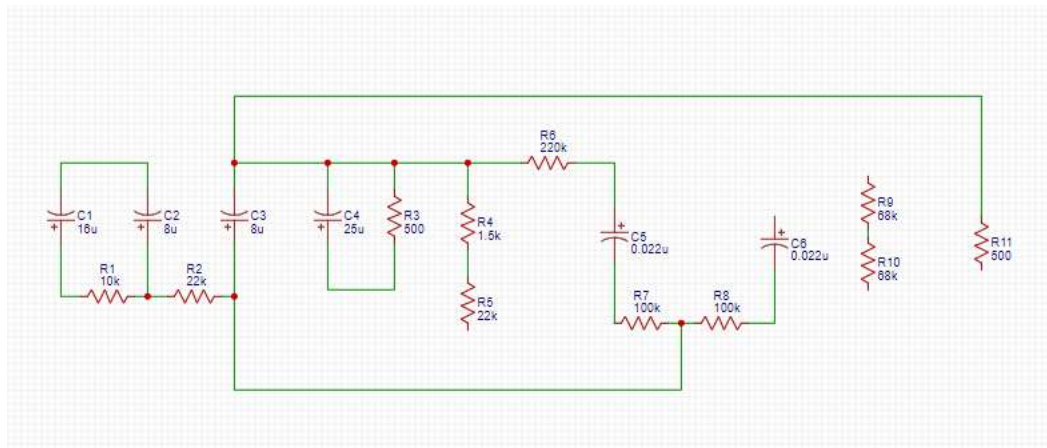 R6
220k
C1
16u
C2
8u
C3
8u
C4
25u
R3
500
R4
1.5k
R9
68k
C5
0.022u
C6
0.022u
R10
68k
R11
500
R1
10k
R2
22k
R5
22k
R7
100k
R8
100k